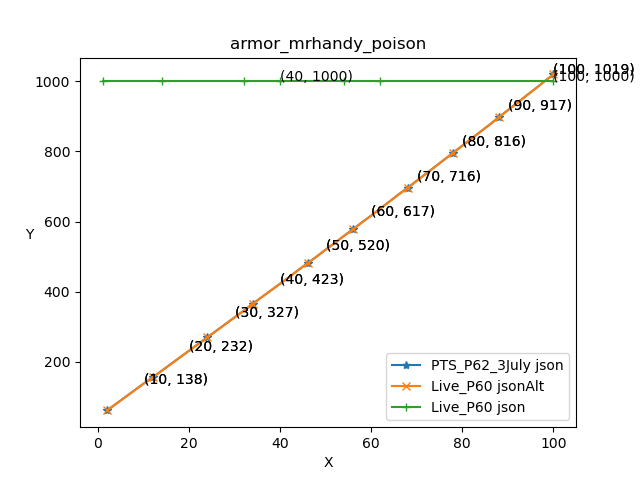 armor_mrhandy_poison
Y
1000
800
600
400
200
(100, 1019)
(100, 1000)
(40, 1000)
(90, 917)
(80, 816)
(70, 716)
(60, 617)
(50, 520)
(40, 423)
(30, 327)
(20, 232)
(10, 138)
PTS_P62_3July json
Live_P60 jsonAlt
Live_P60 json
0 20 40 60 80 100
X